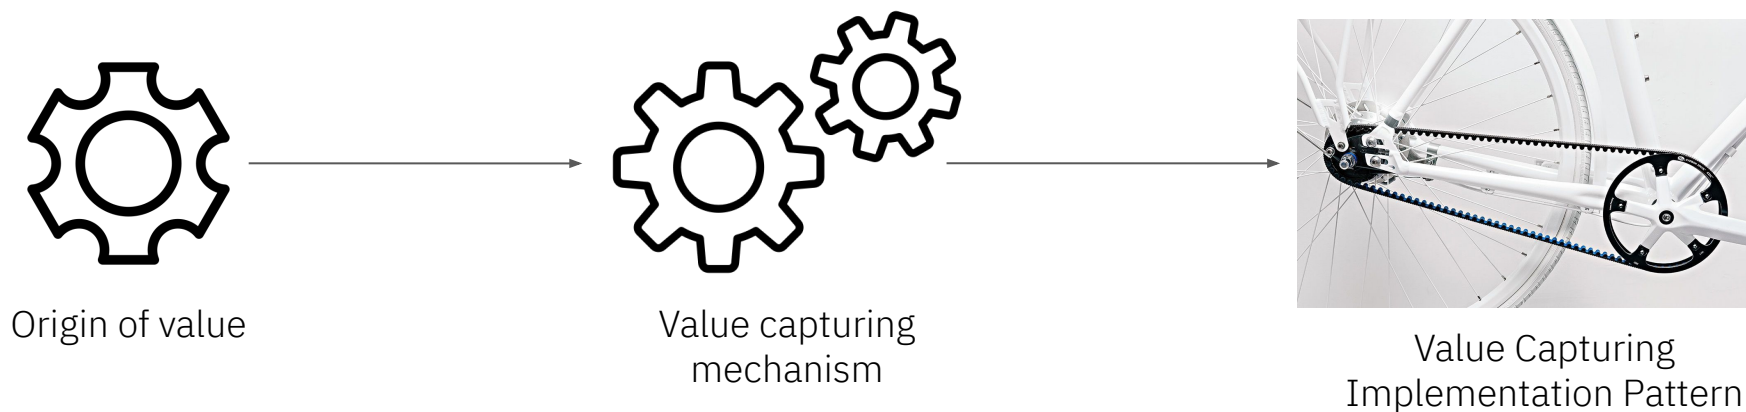 Origin of value
Value capturing
mechanism
Value Capturing
Implementation Pattern